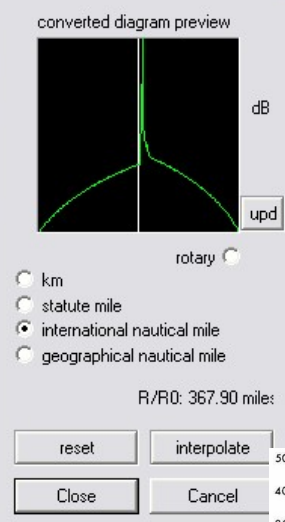 converted diagram preview
dB
upd
rotary
km
statute mile
international nautical mile
geographical nautical mile
R/R0: 367.90 miles
reset interpolate
Close Cancel